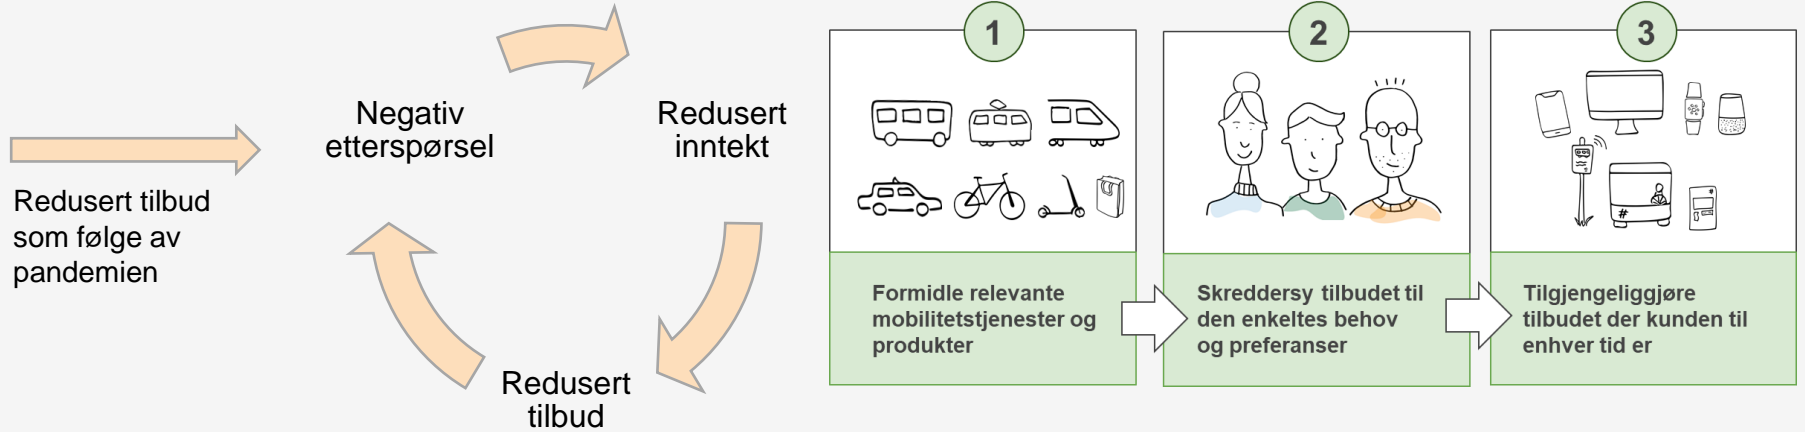 Redusert tilbud
som følge av
pandemien
Negativ
etterspørsel
Redusert
inntekt
Redusert
tilbud
1
Formidle relevante
mobilitetstjenester og
produkter
2
Skreddersy tilbudet til
den enkeltes behov
og preferanser
3
#
Tilgjengeliggjøre
tilbudet der kunden til
enhver tid er